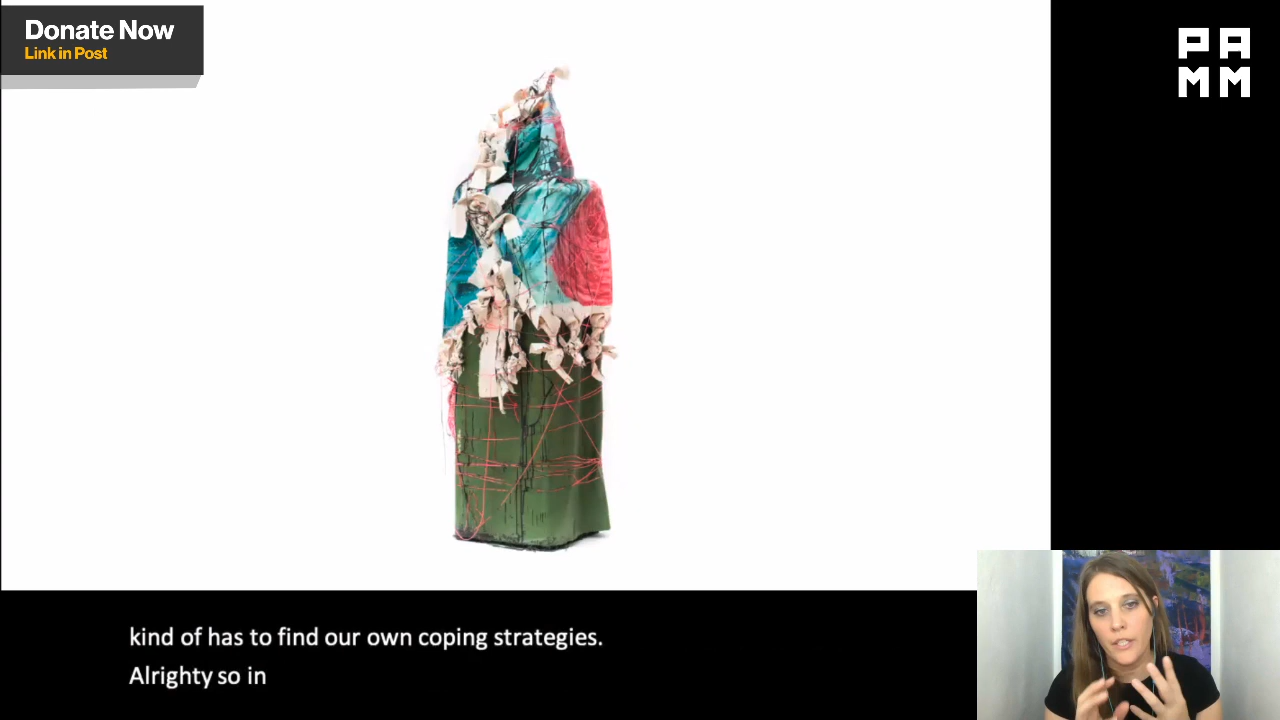 Donate Now
Link in Post
PA
MM
kind of has to find our own coping strategies.
Alrighty so in